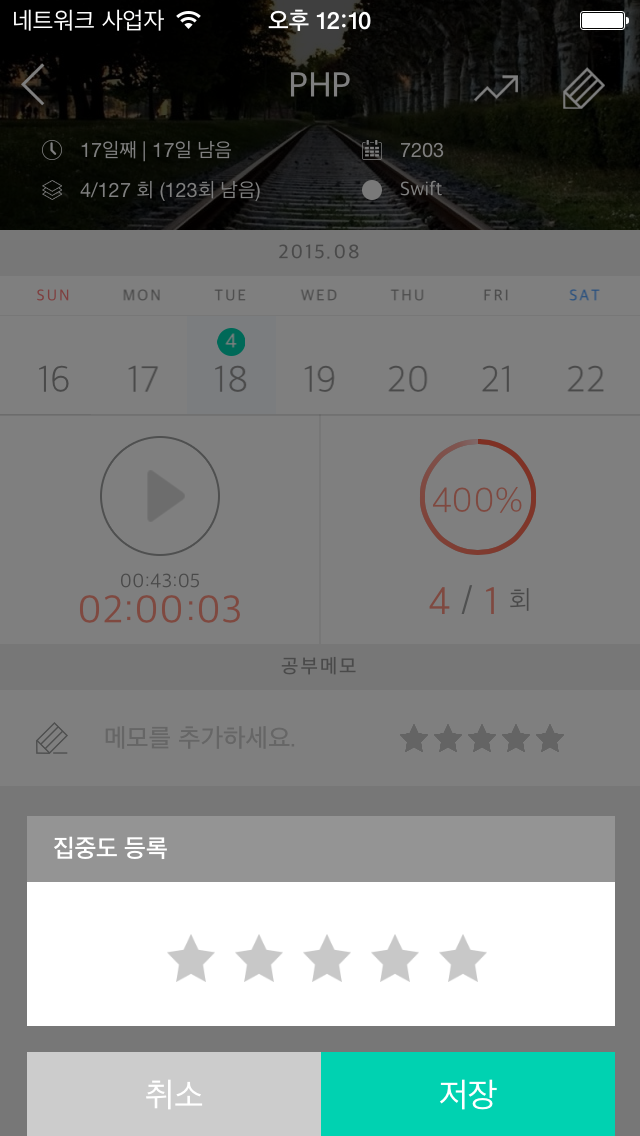 네트워크 사업자 오후 12:10
PHP
17일째 | 17일 남음 7203
4/127 회 (123회 남음) Swift
2015.08
SUN MON TUE WED THU FRI SAT
4
16 17 18 19 20 21 22
400%
00:43:05
02:00:03
4 / 1 회
공부메모
메모를 추가하세요.
집중도 등록
취소 저장